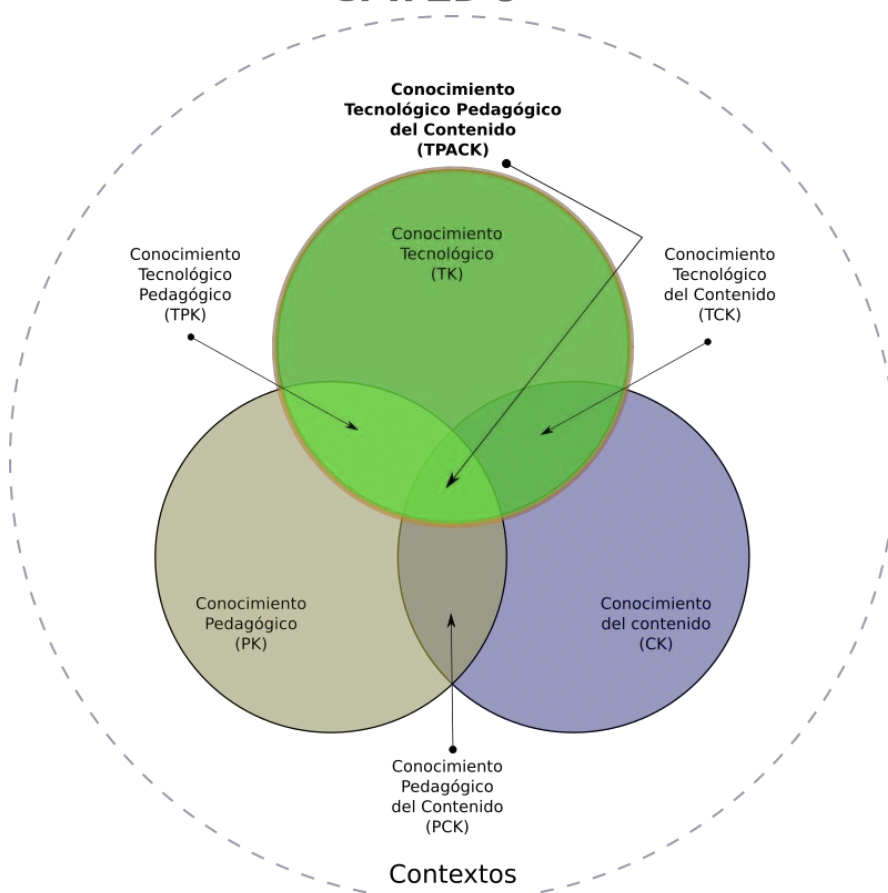 Conocimiento
Tecnológico Pedagógico
del Contenido
(TPACK)
Conocimiento
Tecnológico
(TK)
Conocimiento
Tecnológico
Pedagógico
(TPK)
Conocimiento
Tecnológico
del Contenido
(TCK)
Conocimiento
Pedagógico
(PK)
Conocimiento
del contenido
(CK)
Conocimiento
Pedagógico
del Contenido
(PCK)
Contextos